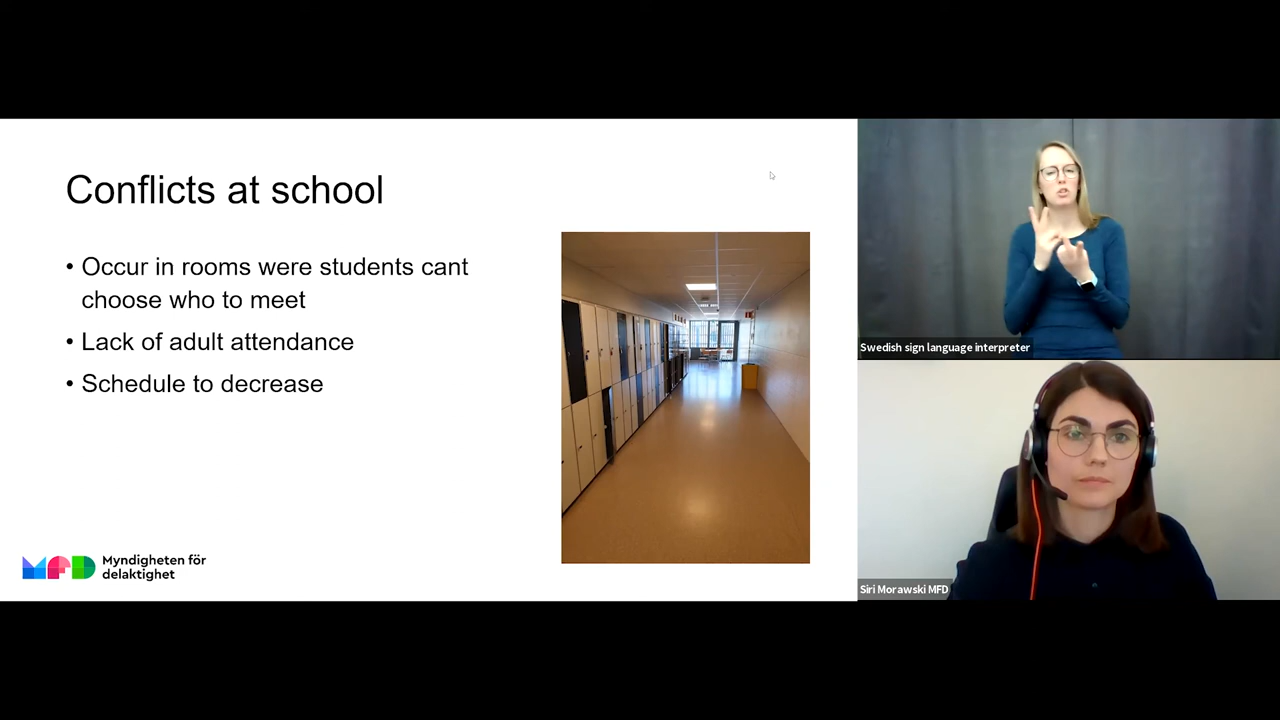 Conflicts at school
• Occur in rooms were students cant
choose who to meet
• Lack of adult attendance
• Schedule to decrease
MFD Myndigheten för
delaktighet
Swedish sign language interpreter
Siri Morawski MFD